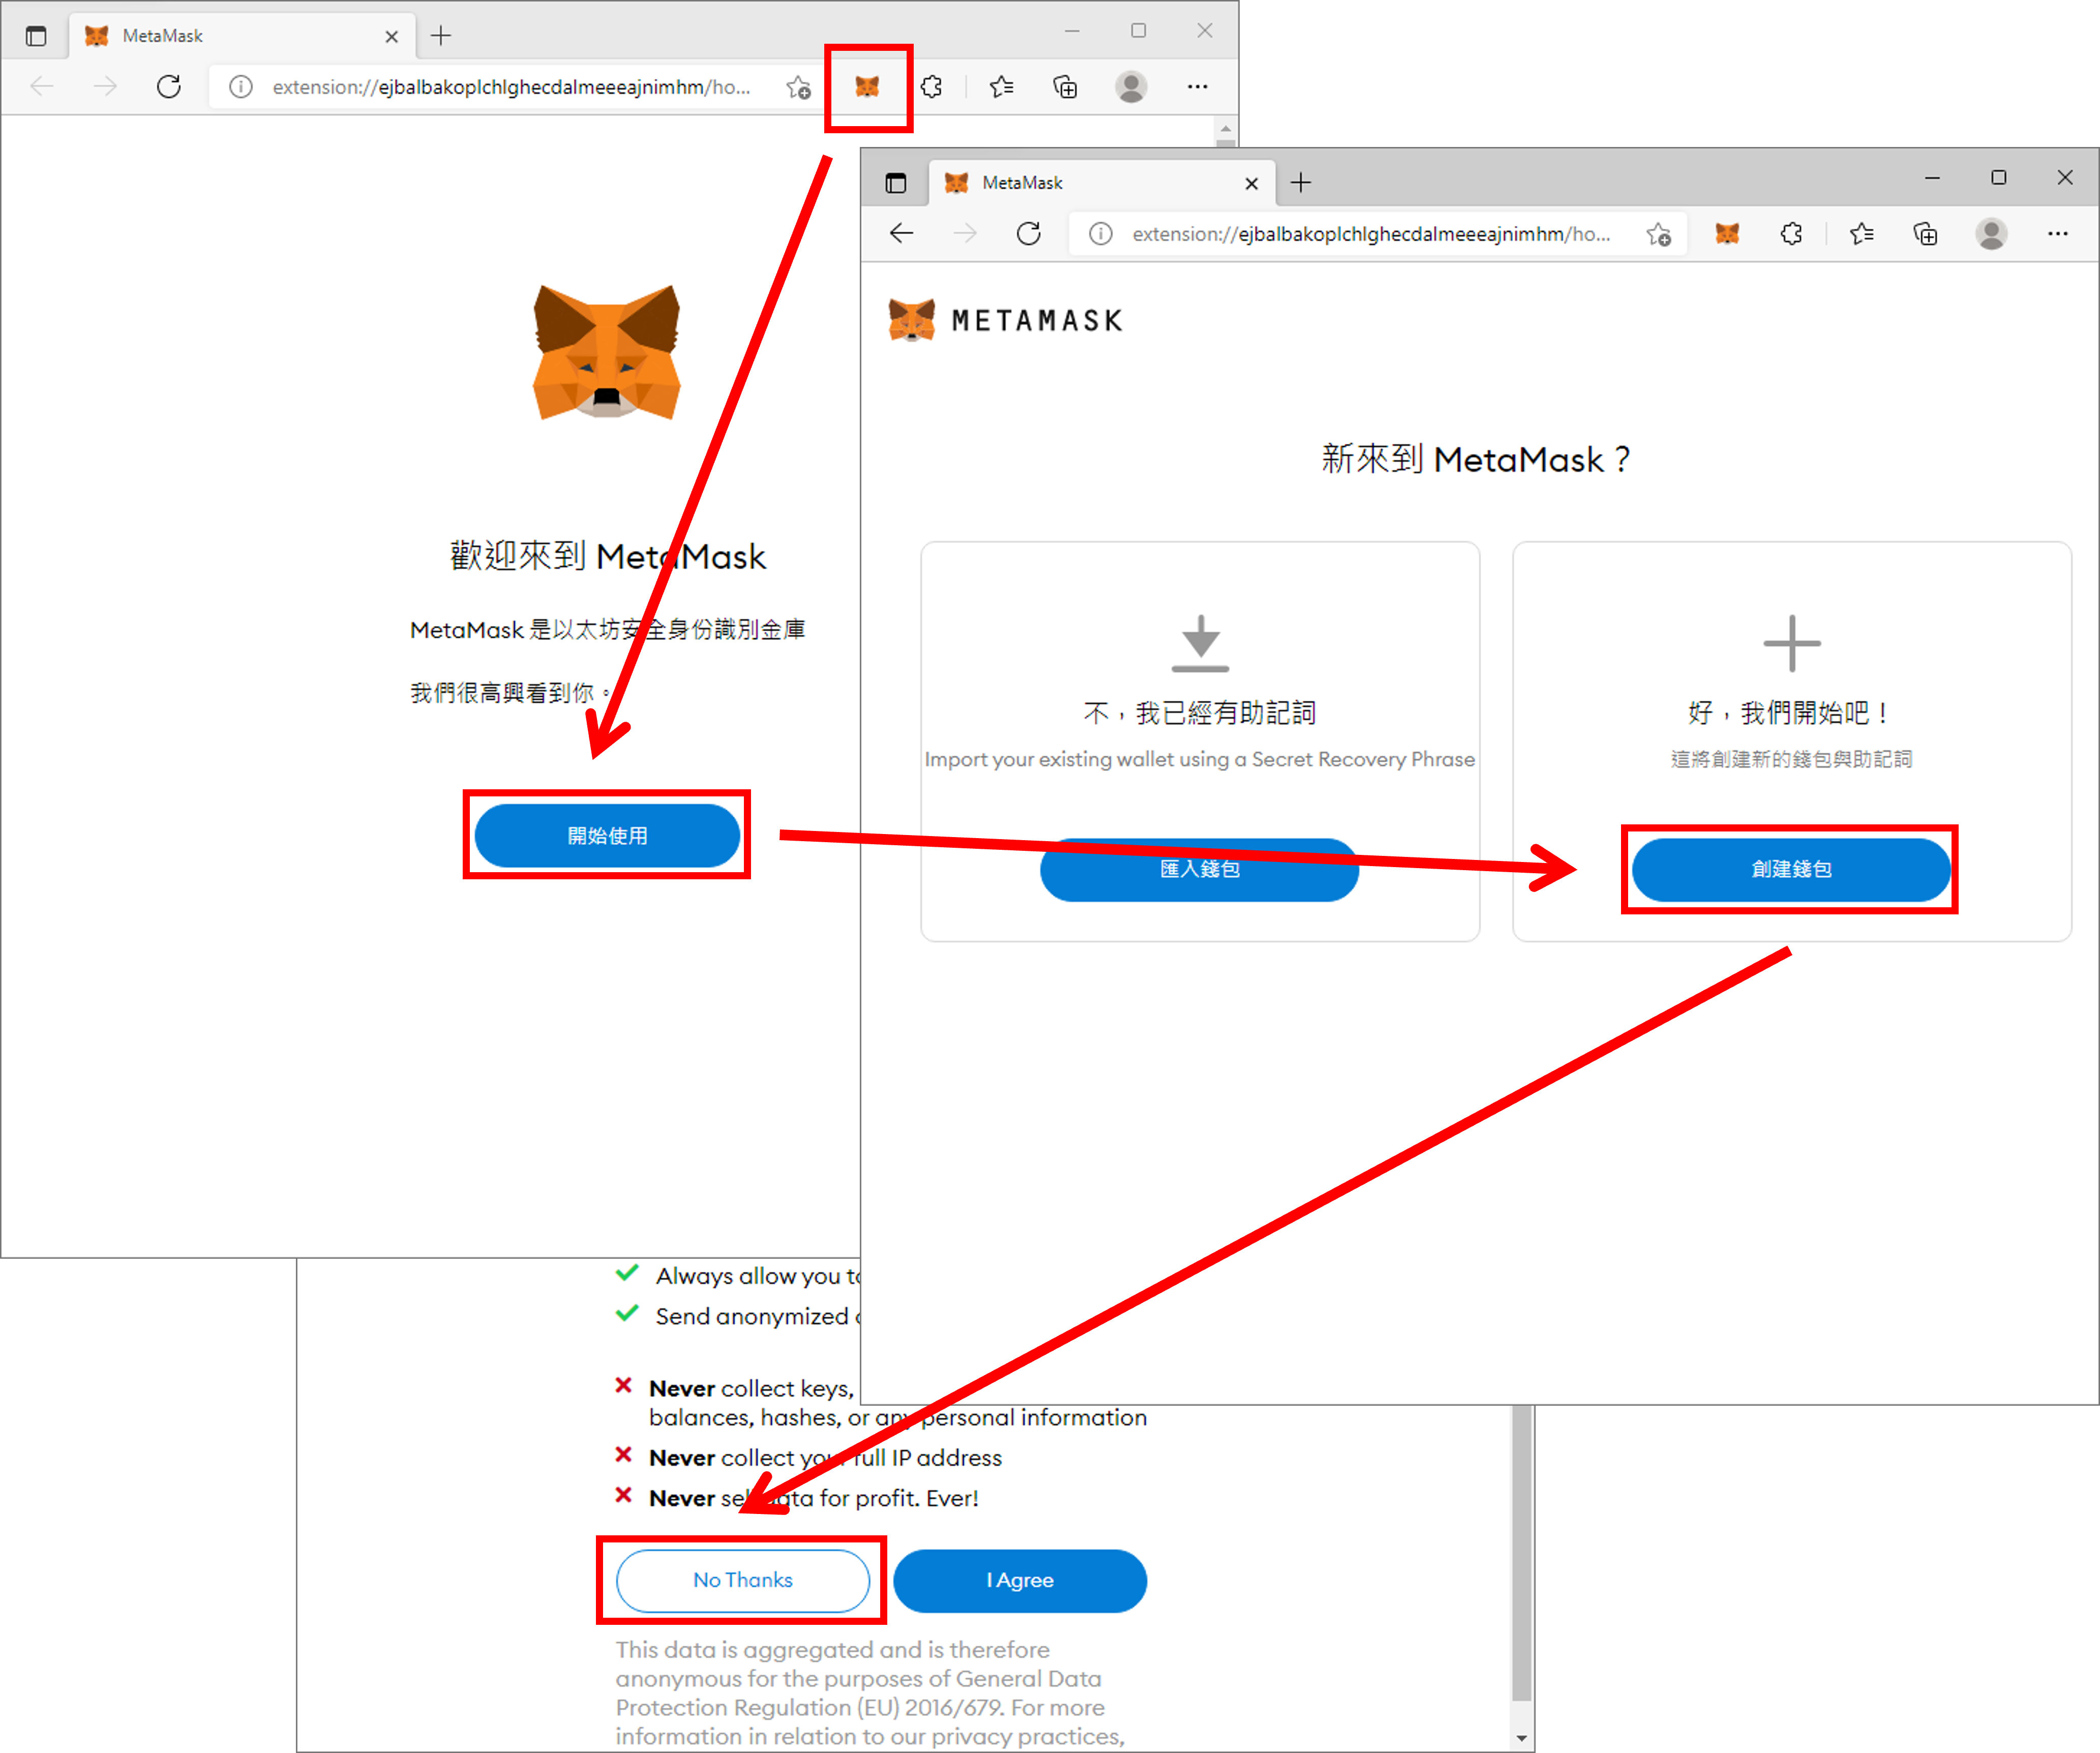 MetaMask
extension://ejbalbakoplchlghecdalmeeeajnimhm/ho...
歡迎來到 MetaMask
MetaMask 是以太坊安全身份識別金庫
我們很高興看到你。
開始使用
MetaMask
extension://ejbalbakoplchlghecdalmeeeajnimhm/ho...
METAMASK
新來到 MetaMask？
不，我已經有助記詞
Import your existing wallet using a Secret Recovery Phrase
匯入錢包
好，我們開始吧！
這將創建新的錢包與助記詞
創建錢包
Always allow you
Send anonymized
Never collect keys,
balances, hashes, or any personal information
Never collect your full IP address
Never sell data for profit. Ever!
No Thanks
I Agree
This data is aggregated and is therefore
anonymous for the purposes of General Data
Protection Regulation (EU) 2016/679. For more
information in relation to our privacy practices,